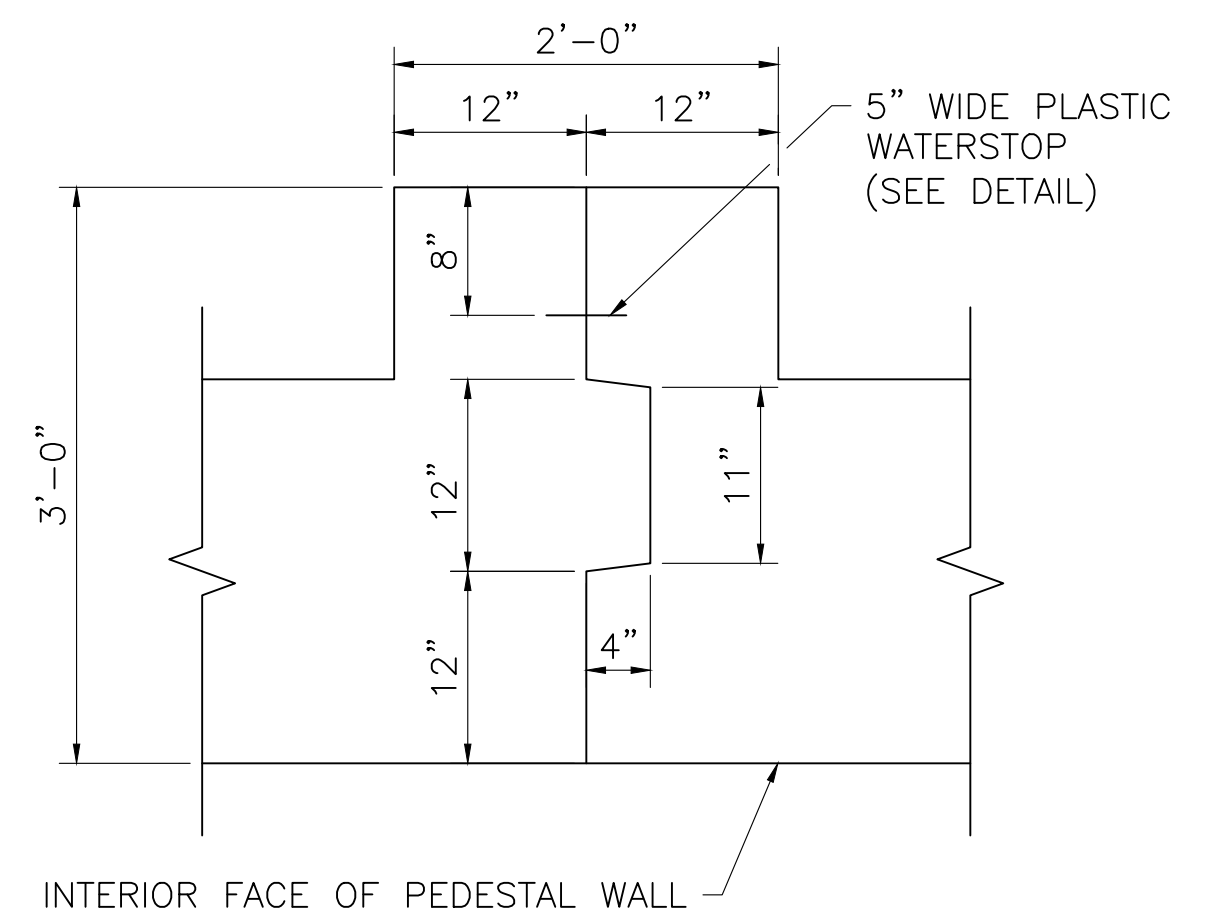 2'-0"
12" 12"
5" WIDE PLASTIC
WATERSTOP
(SEE DETAIL)
8"
3'-0"
12"
11"
12"
4"
INTERIOR FACE OF PEDESTAL WALL